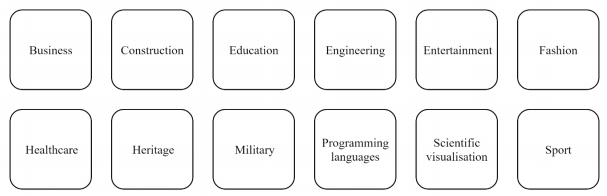 Business
Construction
Education
Engineering
Entertainment
Fashion
Healthcare
Heritage
Military
Programming
languages
Scientific
visualisation
Sport